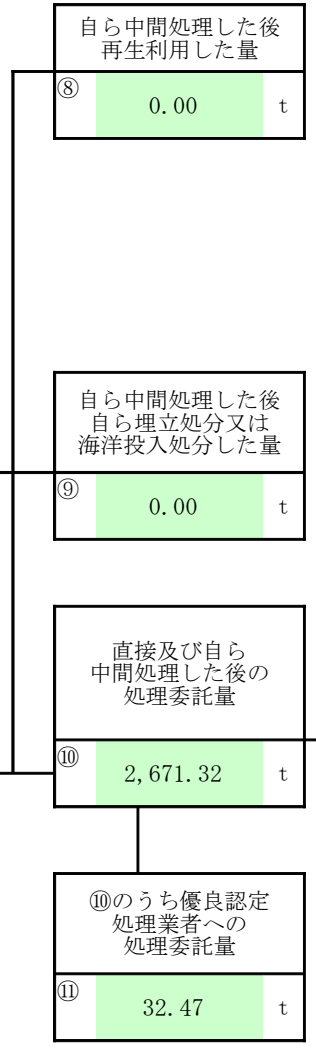 自ら中間処理した後
再生利用した量
⑧
0.00 t
自ら中間処理した後
自ら埋立処分又は
海洋投入処分した量
⑨
0.00 t
直接及び自ら
中間処理した後の
処理委託量
⑩
2,671.32 t
⑩のうち優良認定
処理業者への
処理委託量
⑪
32.47 t